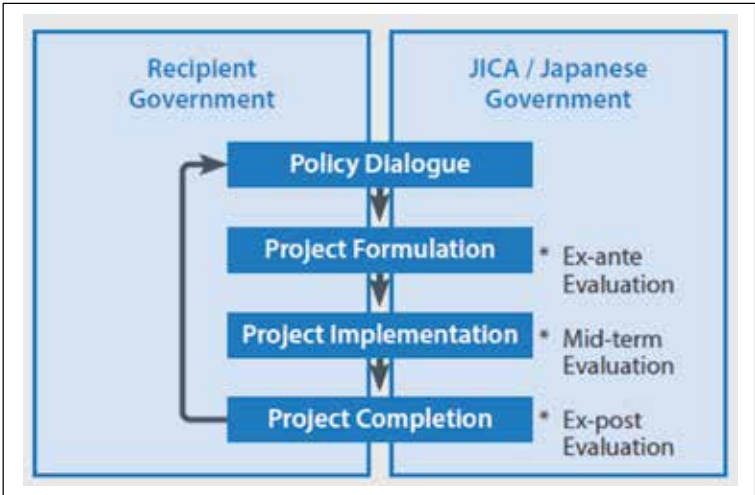 Recipient
Government
JICA / Japanese
Government
Policy Dialogue
Project Formulation
* Ex-ante
Evaluation
Project Implementation
* Mid-term
Evaluation
Project Completion
* Ex-post
Evaluation